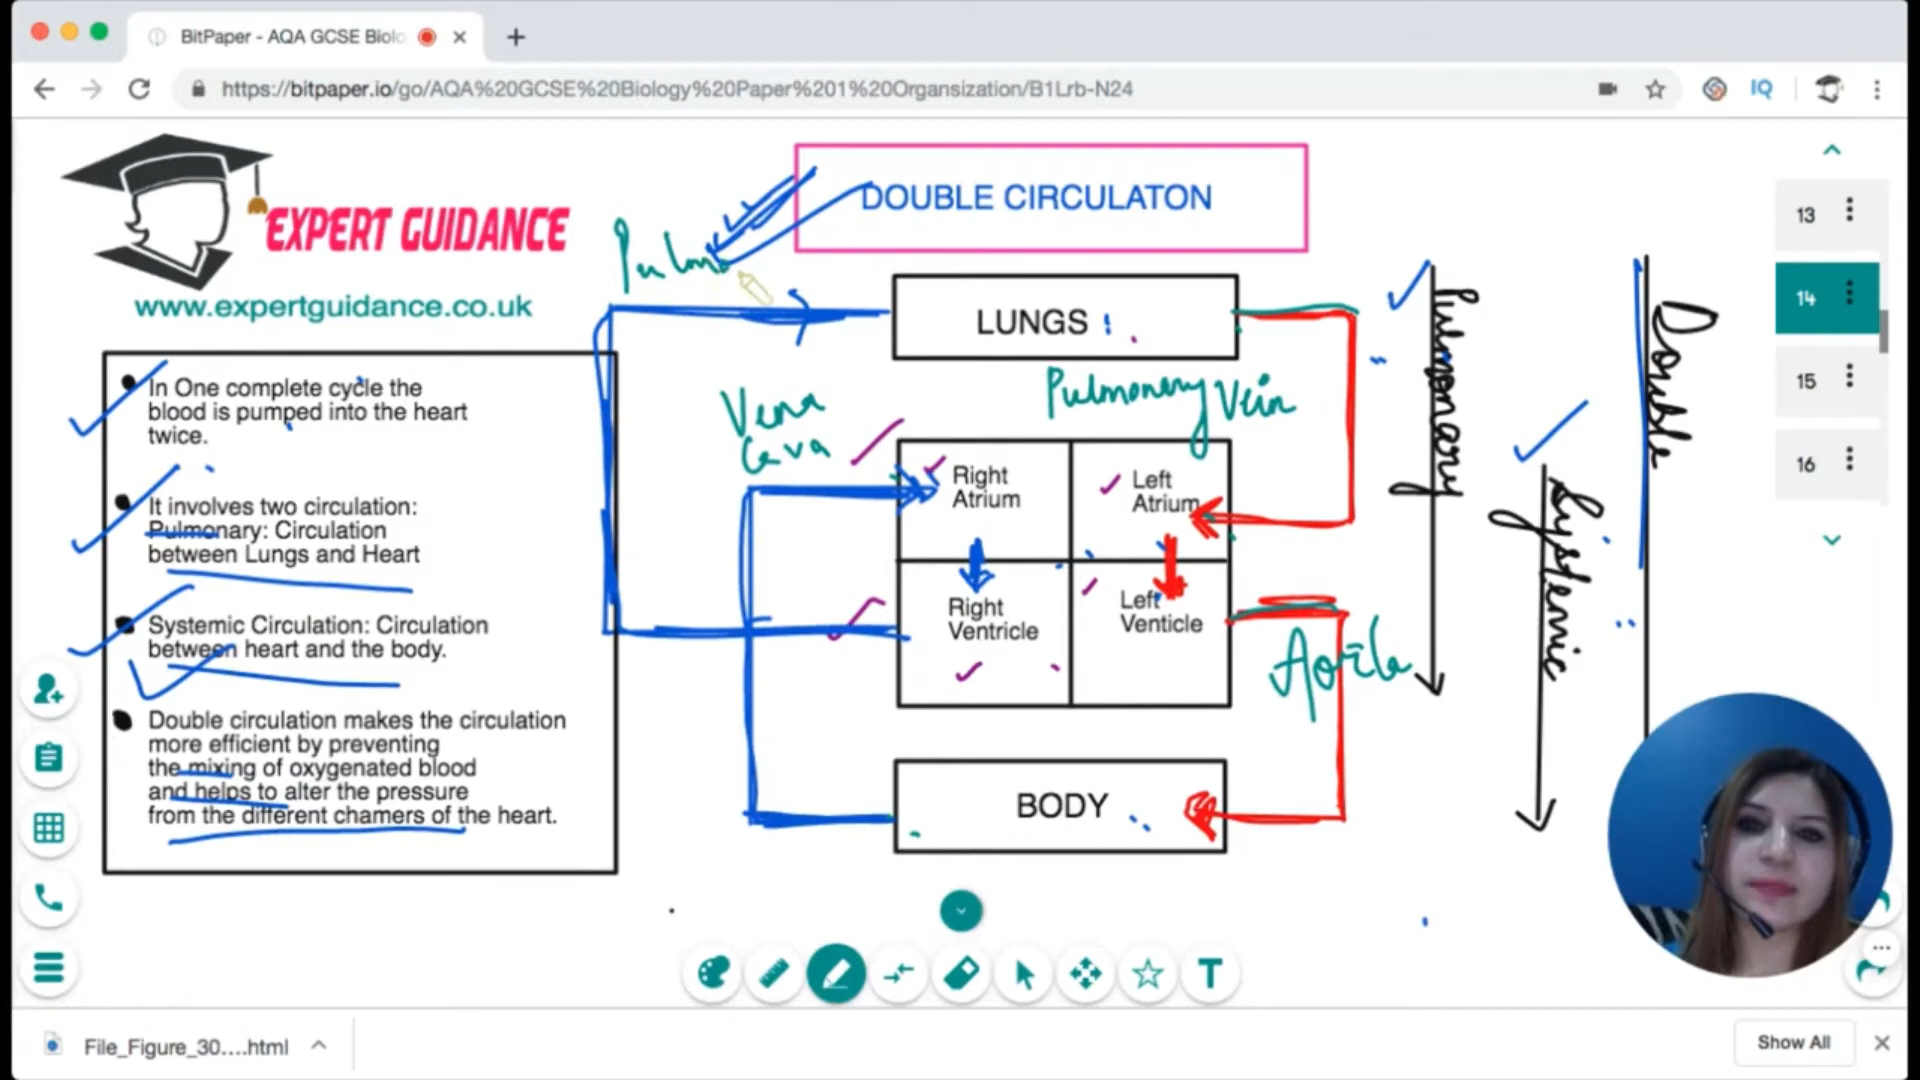 BitPaper - AQA GCSE Biolo
https://bitpaper.io/go/AQA%20GCSE%20Biology%20Paper%201%20Organsization/B1Lrb-N24
IQ
EXPERT GUIDANCE
www.expertguidance.co.uk
DOUBLE CIRCULATON
Pulmo
LUNGS
Pulmonary Vein
Vena
Cava
In One complete cycle the
blood is pumped into the heart
twice.
It involves two circulation:
Pulmonary: Circulation
between Lungs and Heart
Systemic Circulation: Circulation
between heart and the body.
Double circulation makes the circulation
more efficient by preventing
the mixing of oxygenated blood
and helps to alter the pressure
from the different chamers of the heart.
Right
Atrium
Left
Atrium
Right
Ventricle
Left
Venticle
Aorta
BODY
Pulmonary
Systemic
Double
13
14
15
16
T
File_Figure_30....html
Show All